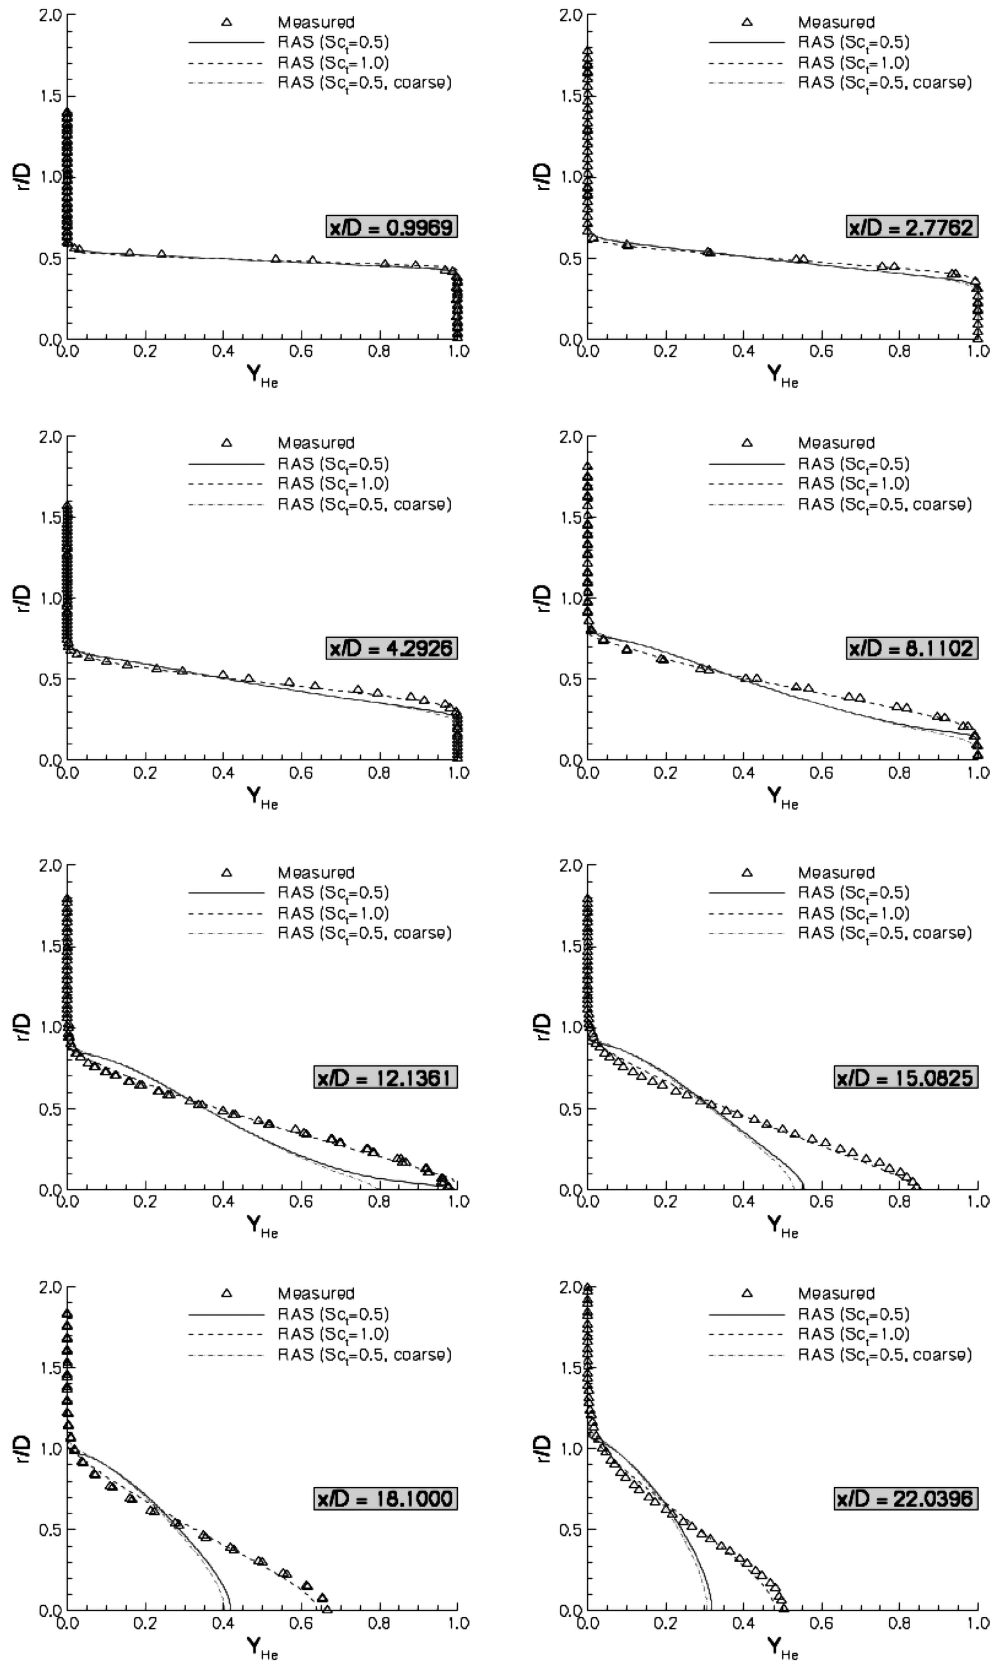 2.0
1.5
1.0
0.5
0.0
r/D
Measured
RAS (Sc_t=0.5)
RAS (Sc_t=1.0)
RAS (Sc_t=0.5, coarse)
x/D = 0.9969
0.0 0.2 0.4 0.6 0.8 1.0
Y_He
2.0
1.5
1.0
0.5
0.0
r/D
Measured
RAS (Sc_t=0.5)
RAS (Sc_t=1.0)
RAS (Sc_t=0.5, coarse)
x/D = 2.7762
0.0 0.2 0.4 0.6 0.8 1.0
Y_He
2.0
1.5
1.0
0.5
0.0
r/D
Measured
RAS (Sc_t=0.5)
RAS (Sc_t=1.0)
RAS (Sc_t=0.5, coarse)
x/D = 4.2926
0.0 0.2 0.4 0.6 0.8 1.0
Y_He
2.0
1.5
1.0
0.5
0.0
r/D
Measured
RAS (Sc_t=0.5)
RAS (Sc_t=1.0)
RAS (Sc_t=0.5, coarse)
x/D = 8.1102
0.0 0.2 0.4 0.6 0.8 1.0
Y_He
2.0
1.5
1.0
0.5
0.0
r/D
Measured
RAS (Sc_t=0.5)
RAS (Sc_t=1.0)
RAS (Sc_t=0.5, coarse)
x/D = 12.1361
0.0 0.2 0.4 0.6 0.8 1.0
Y_He
2.0
1.5
1.0
0.5
0.0
r/D
Measured
RAS (Sc_t=0.5)
RAS (Sc_t=1.0)
RAS (Sc_t=0.5, coarse)
x/D = 15.0825
0.0 0.2 0.4 0.6 0.8 1.0
Y_He
2.0
1.5
1.0
0.5
0.0
r/D
Measured
RAS (Sc_t=0.5)
RAS (Sc_t=1.0)
RAS (Sc_t=0.5, coarse)
x/D = 18.1000
0.0 0.2 0.4 0.6 0.8 1.0
Y_He
2.0
1.5
1.0
0.5
0.0
r/D
Measured
RAS (Sc_t=0.5)
RAS (Sc_t=1.0)
RAS (Sc_t=0.5, coarse)
x/D = 22.0396
0.0 0.2 0.4 0.6 0.8 1.0
Y_He